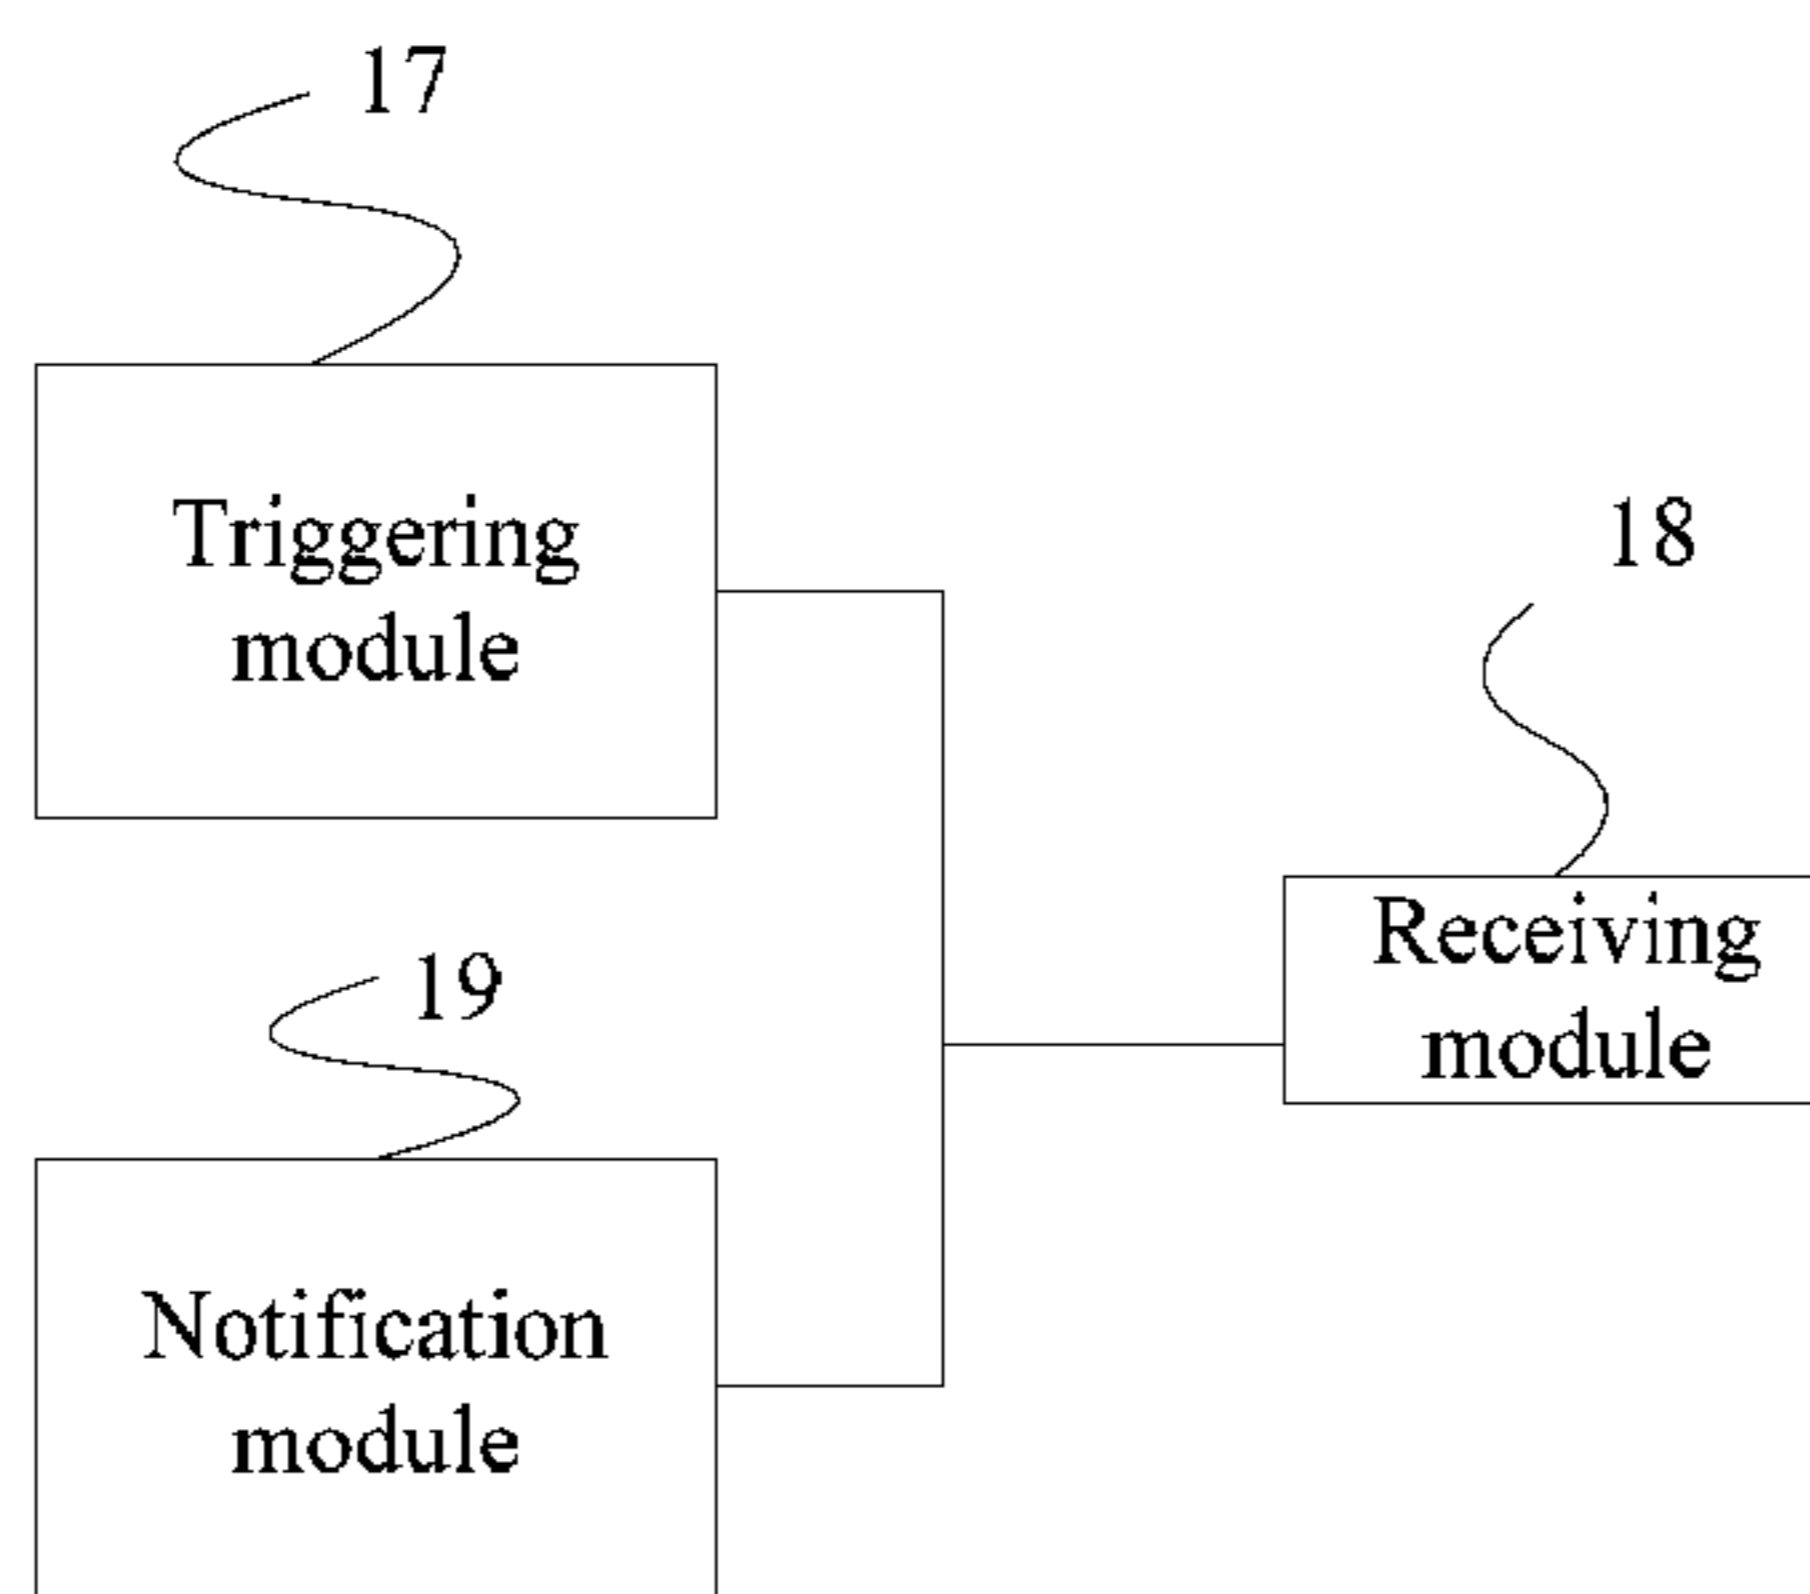 17
Triggering
module
18
Receiving
module
19
Notification
module